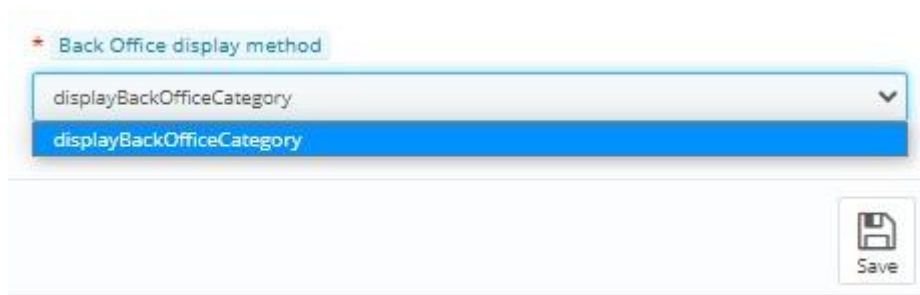 * Back Office display method
displayBackOfficeCategory
displayBackOfficeCategory
Save